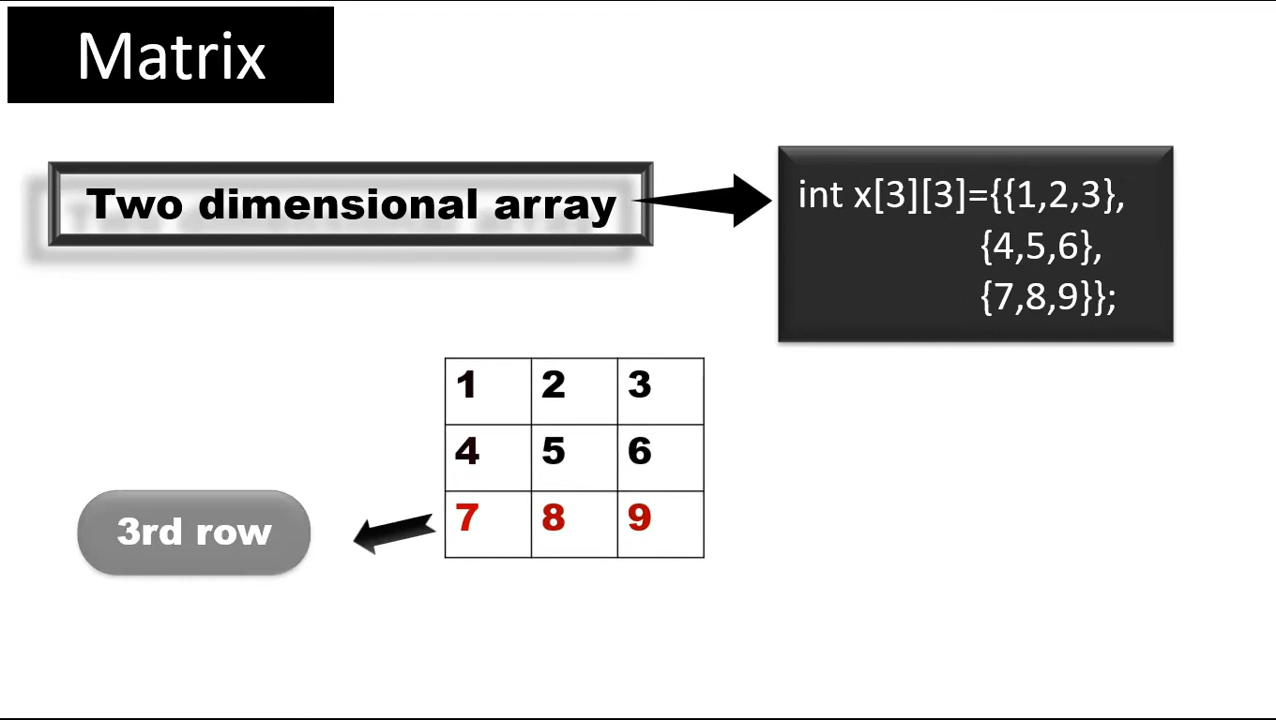 Matrix
Two dimensional array
int x[3][3]={{1,2,3},
{4,5,6},
{7,8,9}};
1 2 3
4 5 6
7 8 9
3rd row